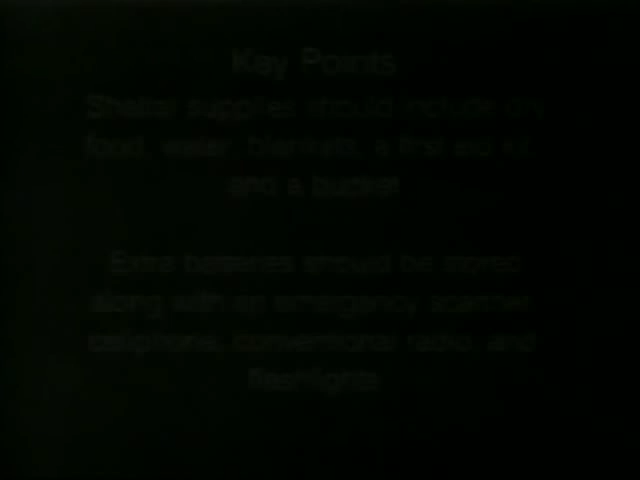 Key Points
Shelter supplies should include dry
food, water, blankets, a first aid kit,
and a bucket
Extra batteries should be stored
along with an emergency scanner,
cellphone, conventional radio, and
flashlights